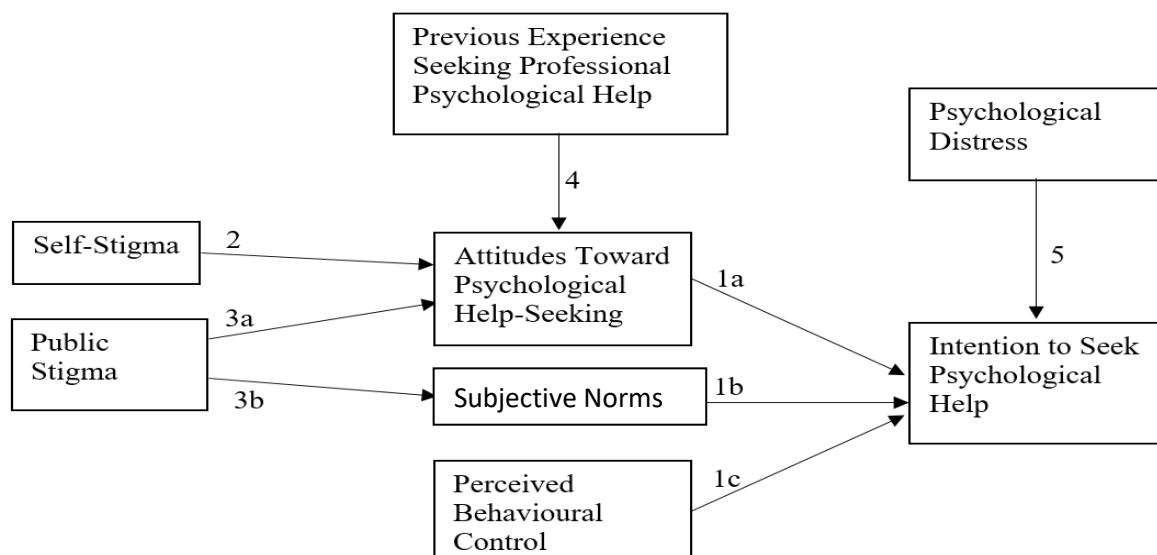 Previous Experience
Seeking Professional
Psychological Help
Psychological
Distress
4
5
Self-Stigma
2
Attitudes Toward
Psychological
Help-Seeking
1a
3a
Public
Stigma
3b
Subjective Norms
1b
Intention to Seek
Psychological
Help
1c
Perceived
Behavioural
Control